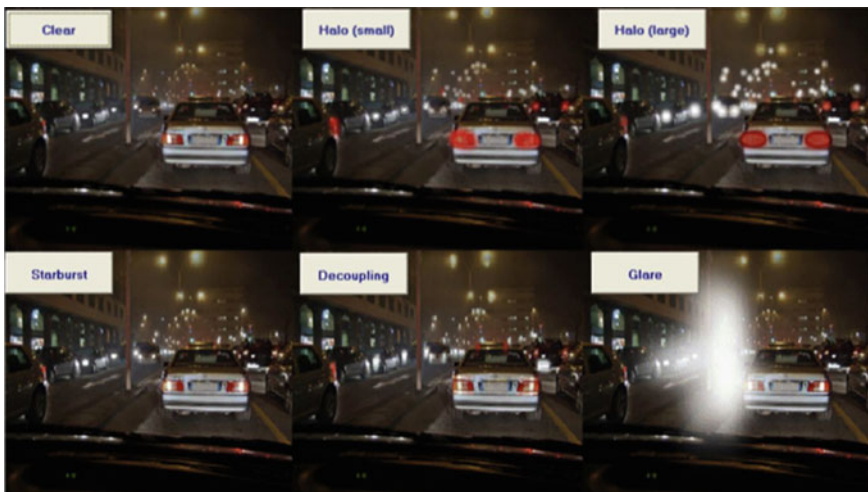 Clear
Halo (small)
Halo (large)
Starburst
Decoupling
Glare